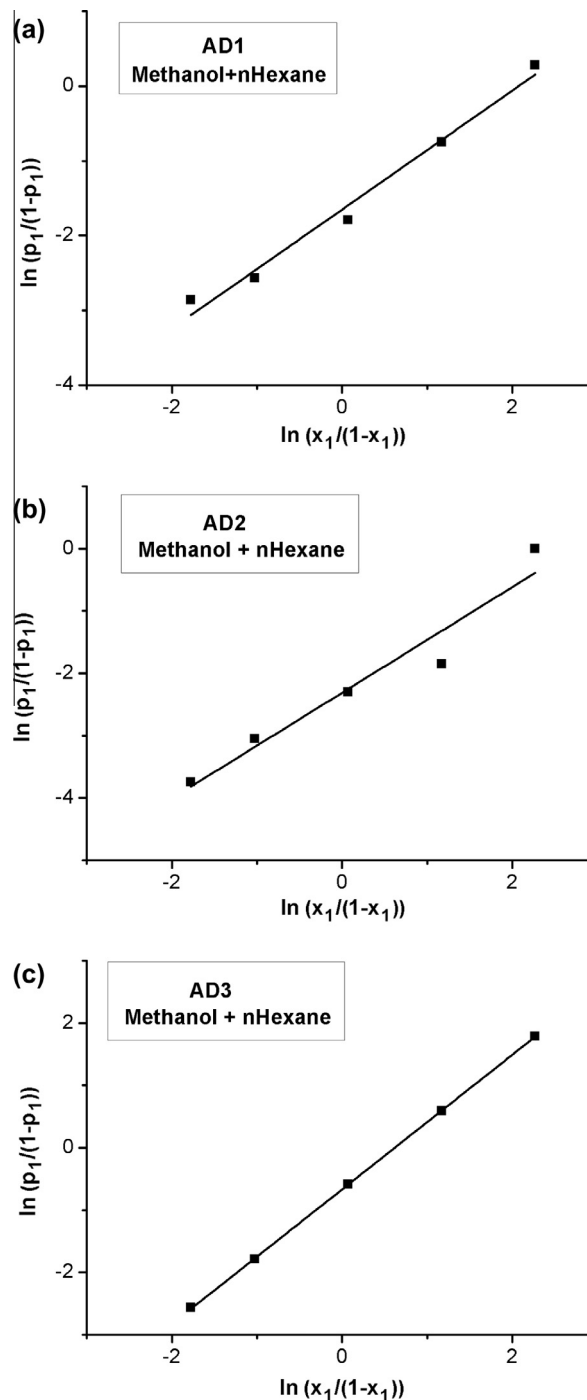 (a)
AD1
Methanol+nHexane
ln (p₁/(1-p₁))
0
-2
-4
-2
0
2
ln (x₁/(1-x₁))
(b)
AD2
Methanol + nHexane
ln (p₁/(1-p₁))
0
-2
-4
-2
0
2
ln (x₁/(1-x₁))
(c)
AD3
Methanol + nHexane
ln (p₁/(1-p₁))
2
0
-2
-2
0
2
ln (x₁/(1-x₁))